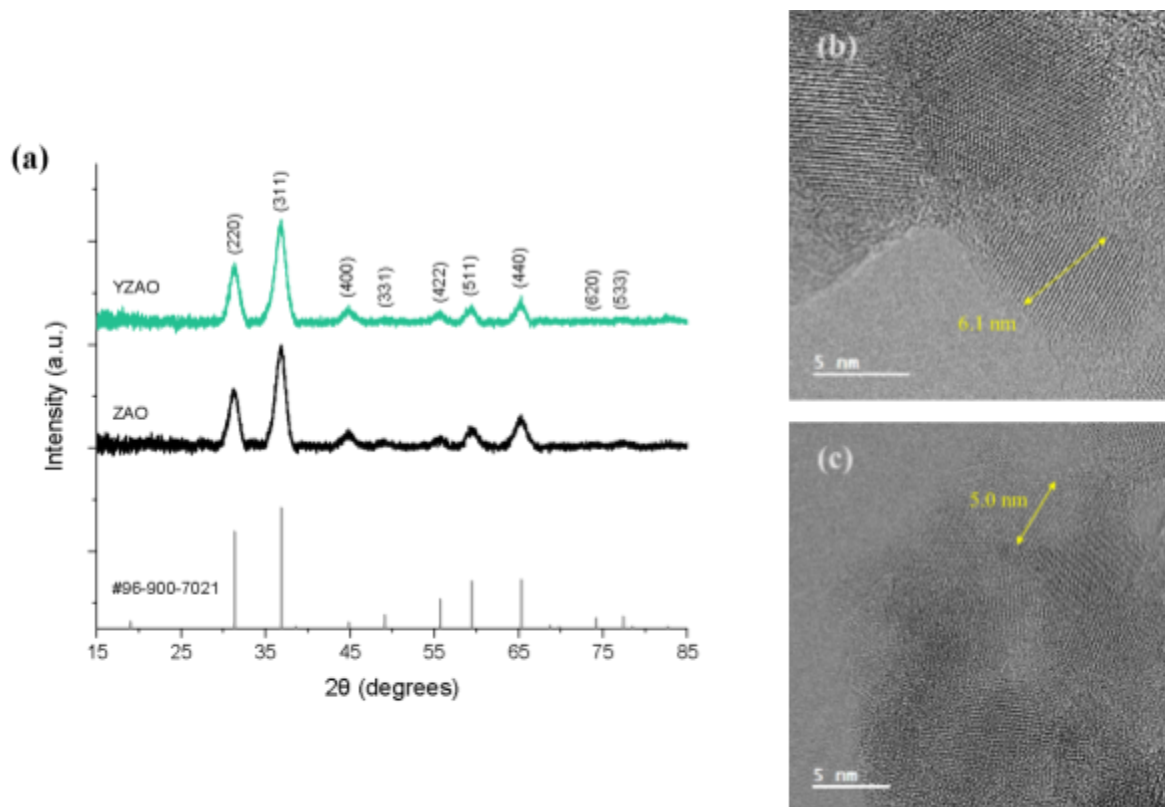 (a)
Intensity (a.u.)
YZAO
(220)
(311)
(400)
(331)
(422)
(511)
(440)
(620)
(533)
ZAO
#96-900-7021
15 25 35 45 55 65 75 85
2θ (degrees)
(b)
6.1 nm
5 nm
(c)
5.0 nm
5 nm